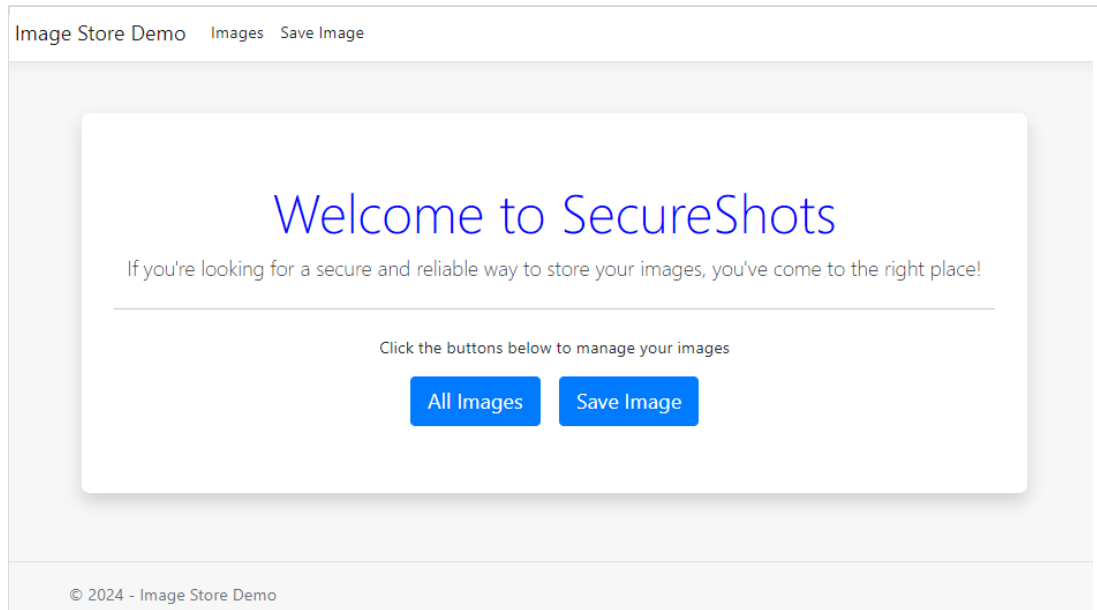 Image Store Demo Images Save Image
Welcome to SecureShots
If you're looking for a secure and reliable way to store your images, you've come to the right place!
Click the buttons below to manage your images
All Images Save Image
© 2024 - Image Store Demo